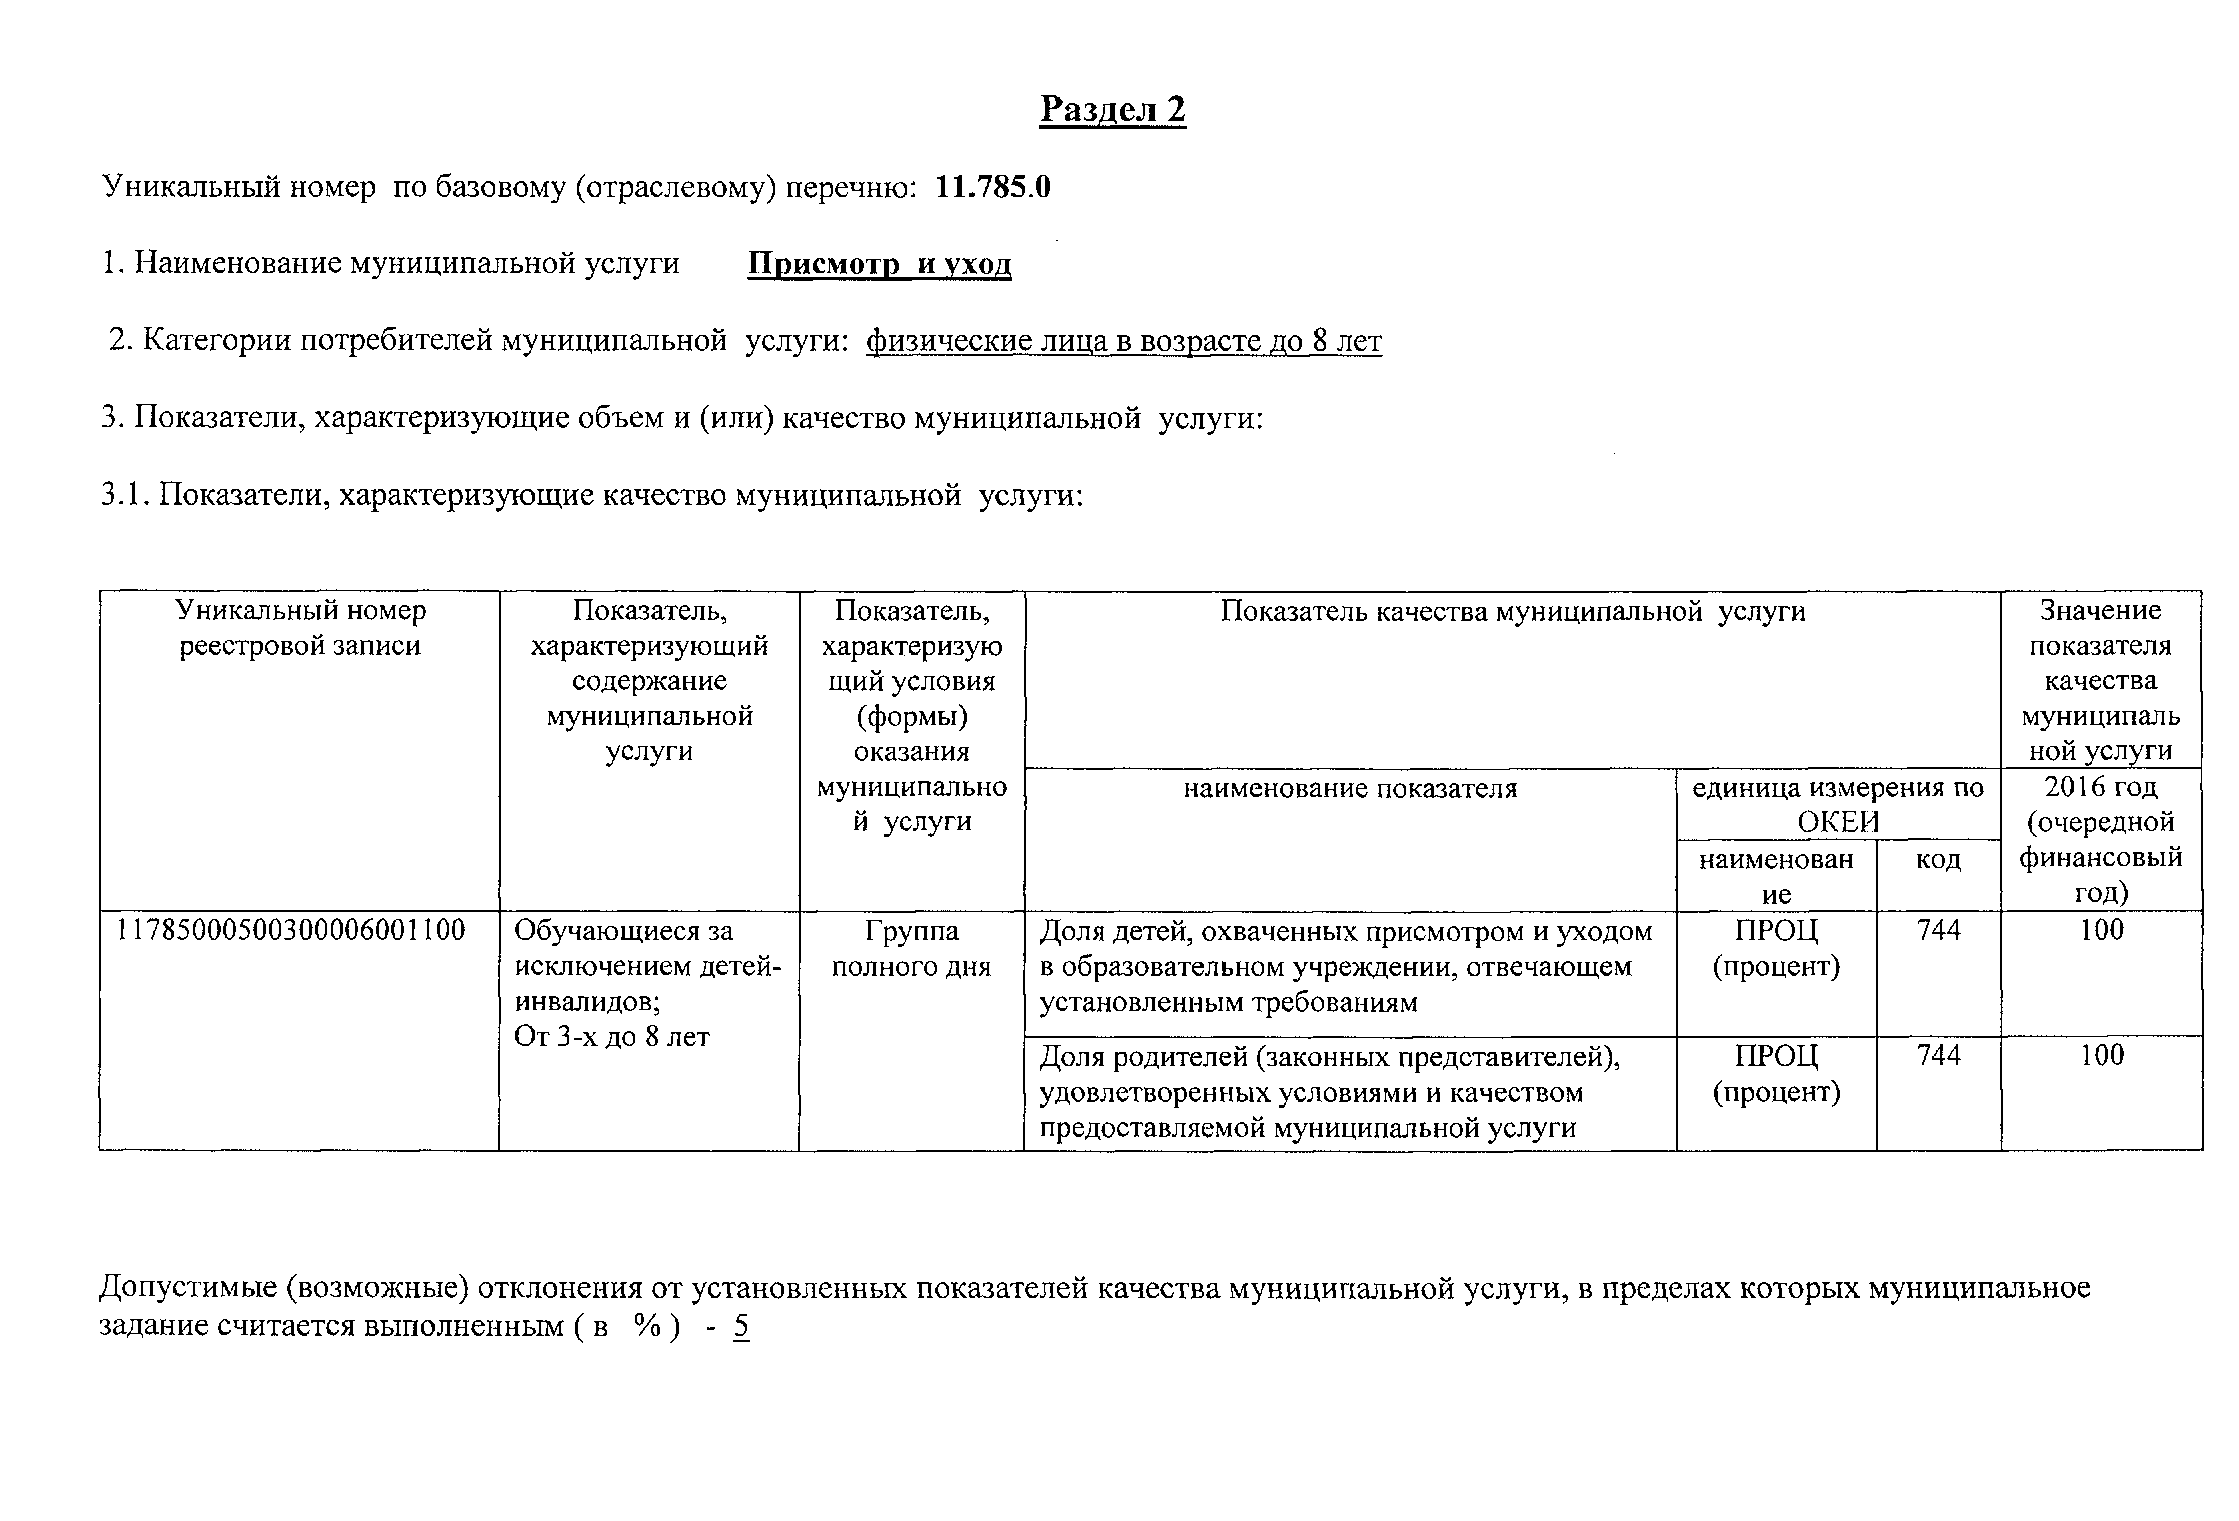 Раздел 2
Уникальный номер по базовому (отраслевому) перечню: 11.785.0
1. Наименование муниципальной услуги Присмотр и уход
2. Категории потребителей муниципальной услуги: физические лица в возрасте до 8 лет
3. Показатели, характеризующие объем и (или) качество муниципальной услуги:
3.1. Показатели, характеризующие качество муниципальной услуги:
Уникальный номер
реестровой записи
Показатель,
характеризующий
содержание
муниципальной
услуги
Показатель,
характеризую
щий условия
(формы)
оказания
муниципально
й услуги
Показатель качества муниципальной услуги
Значение
показателя
качества
муниципаль
ной услуги
наименование показателя
единица измерения по
ОКЕИ
наименован
ие
код
2016 год
(очередной
финансовый
год)
11785000500300006001100
Обучающиеся за
исключением детей-
инвалидов;
От 3-х до 8 лет
Группа
полного дня
Доля детей, охваченных присмотром и уходом
в образовательном учреждении, отвечающем
установленным требованиям
ПРОЦ
(процент)
744
100
Доля родителей (законных представителей),
удовлетворенных условиями и качеством
предоставляемой муниципальной услуги
ПРОЦ
(процент)
744
100
Допустимые (возможные) отклонения от установленных показателей качества муниципальной услуги, в пределах которых муниципальное
задание считается выполненным ( в % ) - 5